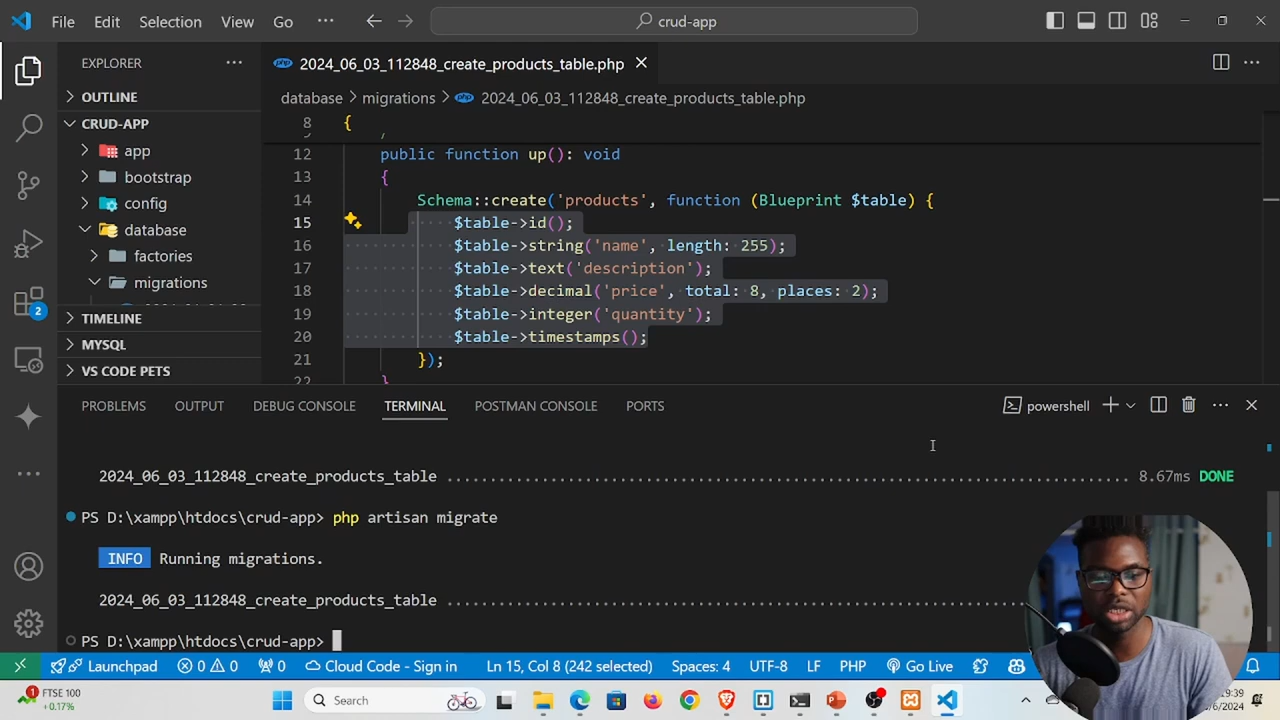 File Edit Selection View Go ··· crud-app
EXPLORER ··· 2024_06_03_112848_create_products_table.php
OUTLINE
database > migrations > 2024_06_03_112848_create_products_table.php
CRUD-APP
app
bootstrap
config
database
factories
migrations
TIMELINE
MYSQL
VS CODE PETS
2
8 {
12 public function up(): void
13 {
14 Schema::create('products', function (Blueprint $table) {
15 $table->id();
16 $table->string('name', length: 255);
17 $table->text('description');
18 $table->decimal('price', total: 8, places: 2);
19 $table->integer('quantity');
20 $table->timestamps();
21 });
22 }
PROBLEMS OUTPUT DEBUG CONSOLE TERMINAL POSTMAN CONSOLE PORTS powershell
2024_06_03_112848_create_products_table ........ 8.67ms DONE
PS D:\xampp\htdocs\crud-app> php artisan migrate
INFO Running migrations.
2024_06_03_112848_create_products_table ........
PS D:\xampp\htdocs\crud-app>
Launchpad 0 0 0 Cloud Code - Sign in Ln 15, Col 8 (242 selected) Spaces: 4 UTF-8 LF PHP Go Live
1 FTSE 100
+0.17%
Search